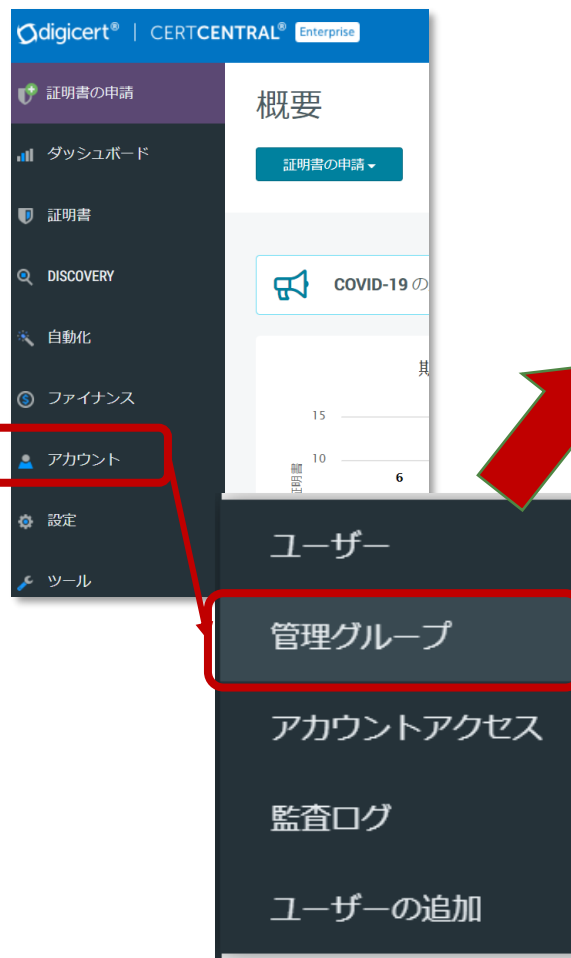 digicert® | CERTCENTRAL® Enterprise
証明書の申請
ダッシュボード
証明書
DISCOVERY
自動化
ファイナンス
アカウント
設定
ツール
概要
証明書の申請
COVID-19 の
期
15
10
6
証明書
ユーザー
管理グループ
アカウントアクセス
監査ログ
ユーザーの追加